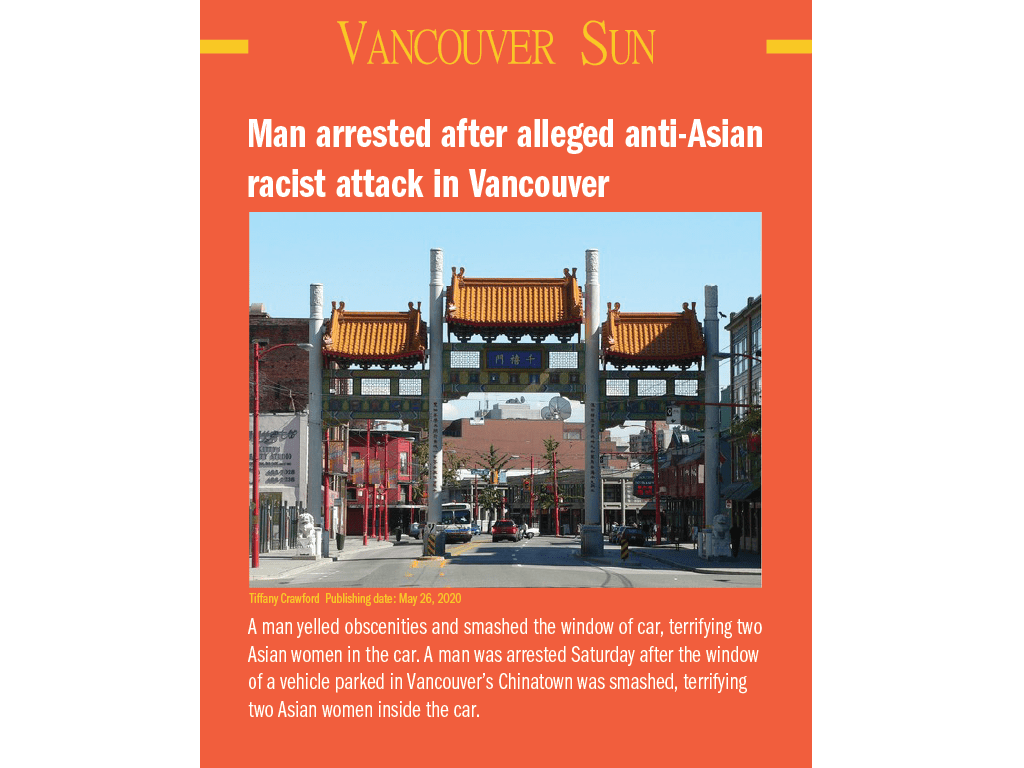 VANCOUVER SUN
Man arrested after alleged anti-Asian
racist attack in Vancouver
門禧千
Tiffany Crawford Publishing date: May 26, 2020
A man yelled obscenities and smashed the window of car, terrifying two
Asian women in the car. A man was arrested Saturday after the window
of a vehicle parked in Vancouver's Chinatown was smashed, terrifying
two Asian women inside the car.